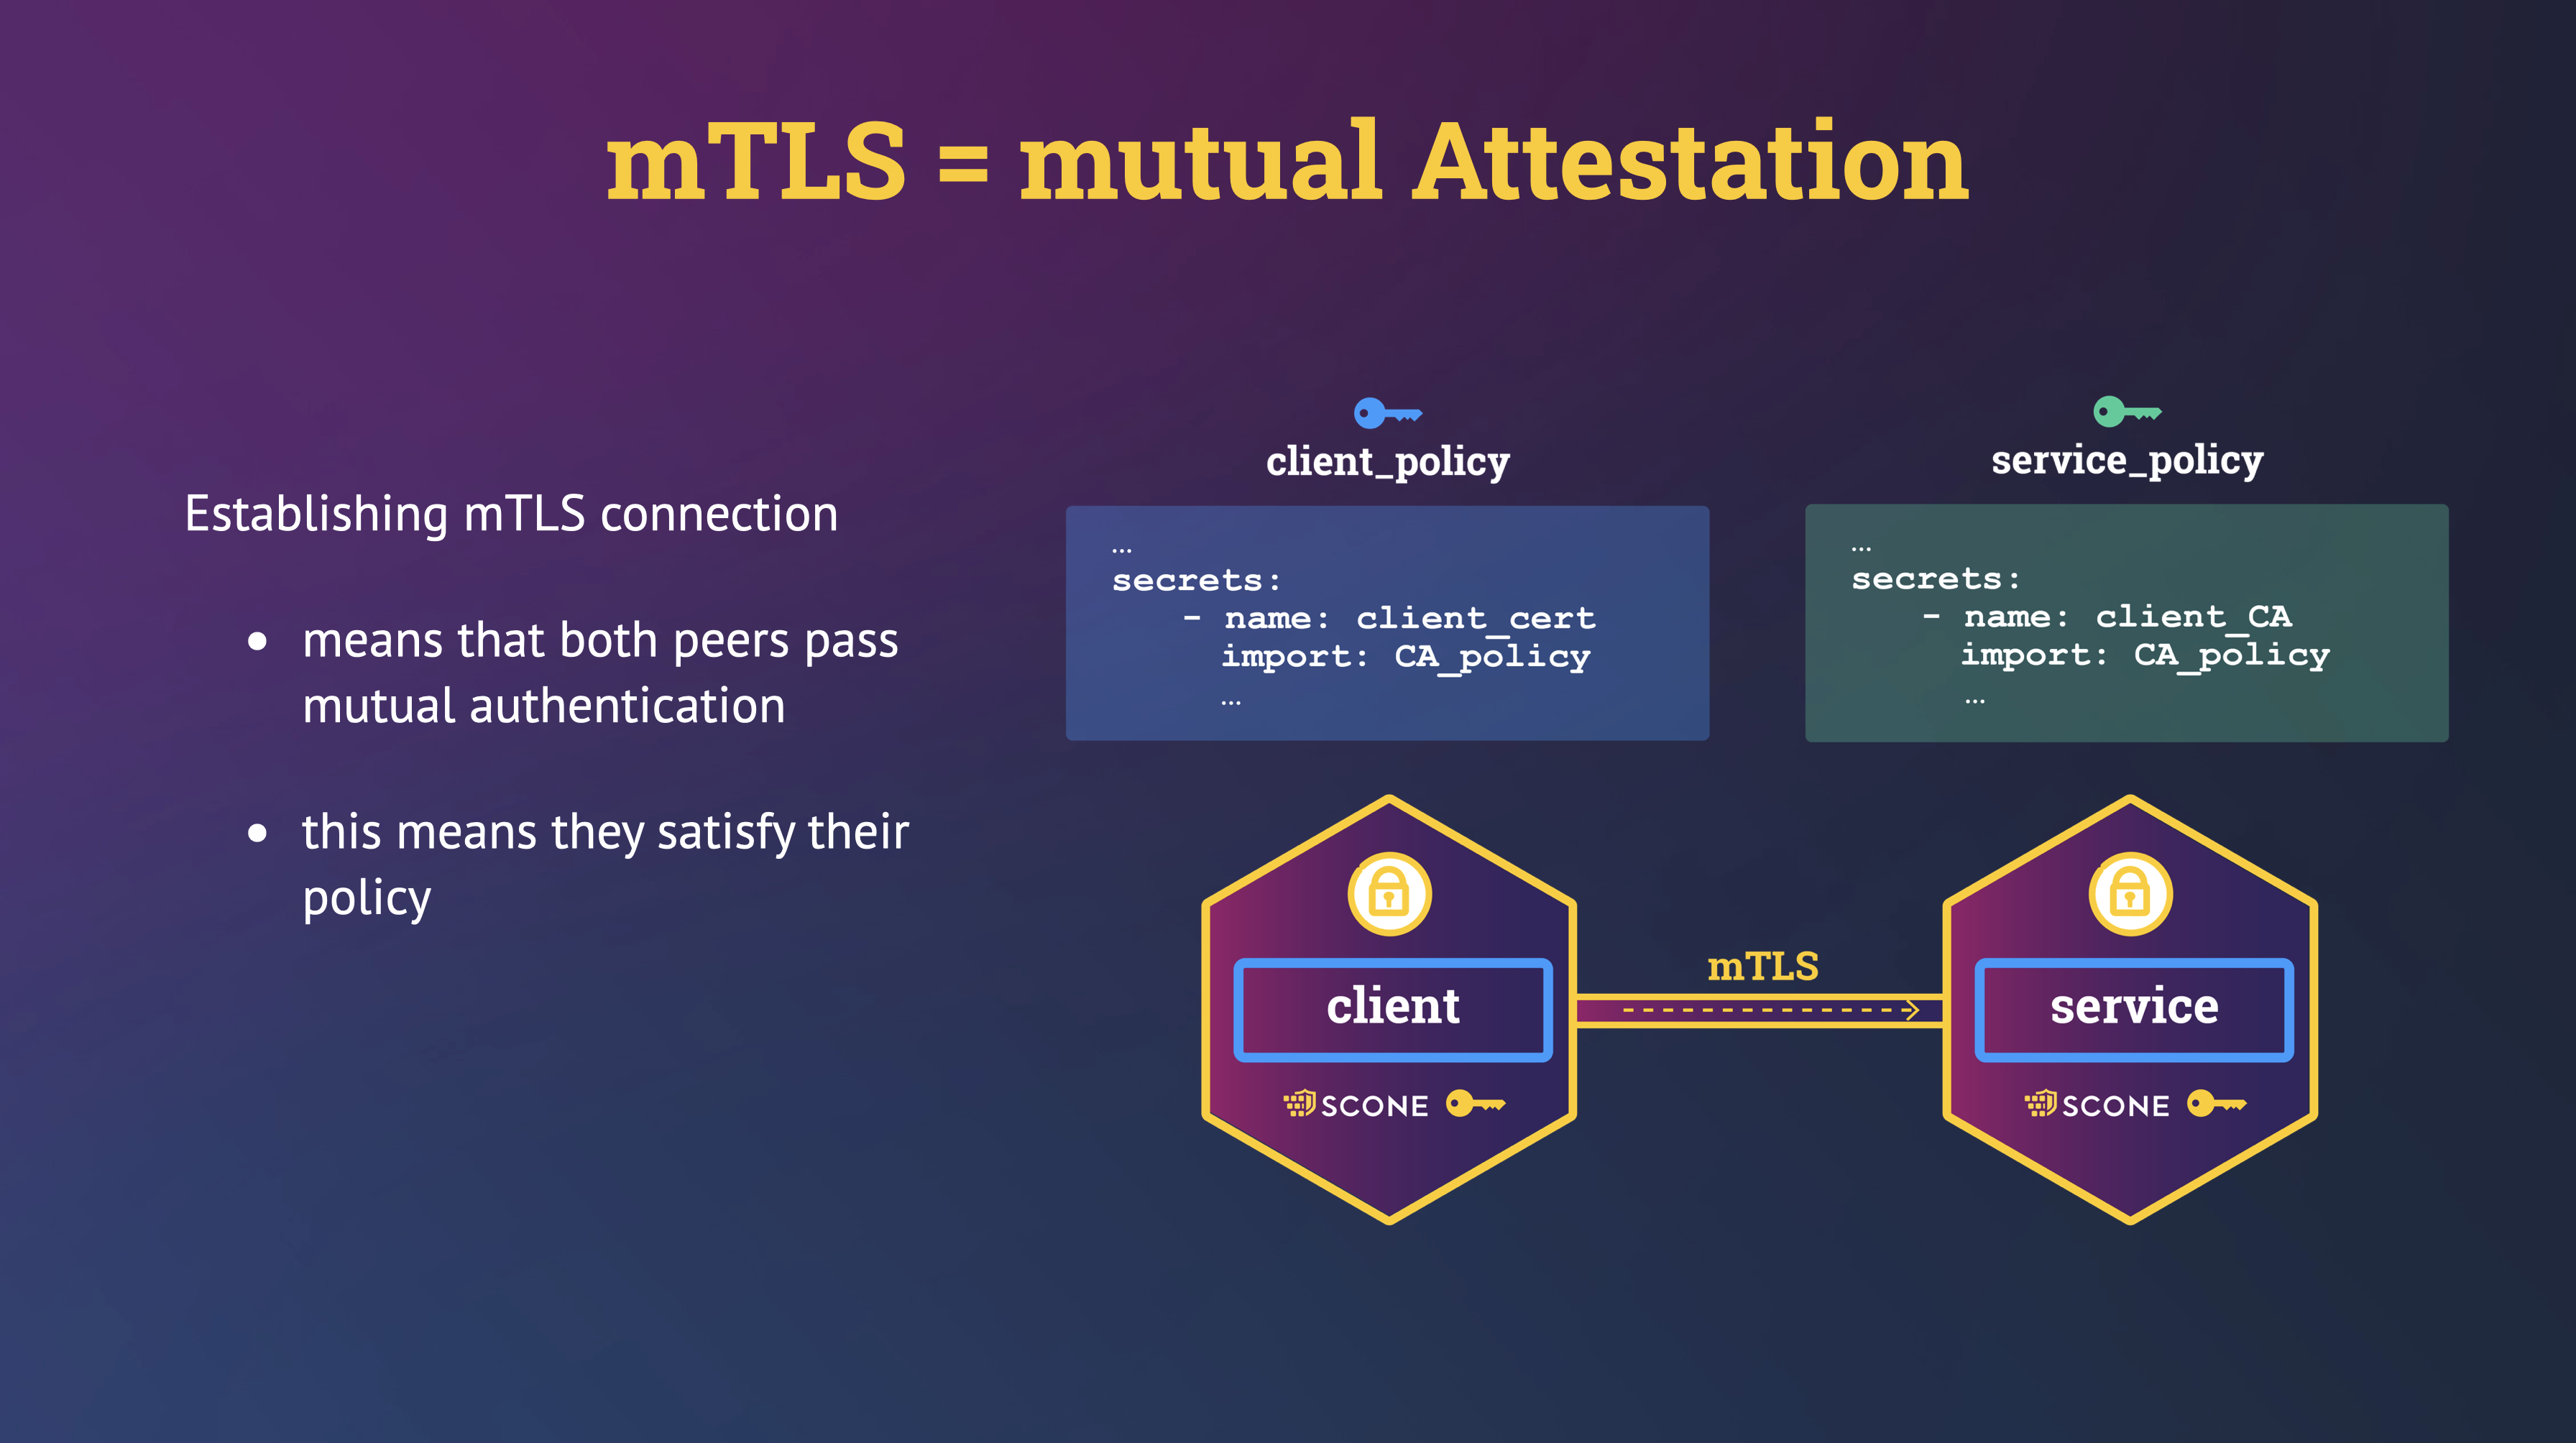 mTLS = mutual Attestation
Establishing mTLS connection
● means that both peers pass
mutual authentication
● this means they satisfy their
policy
client_policy
...
secrets:
- name: client_cert
import: CA_policy
...
service_policy
...
secrets:
- name: client_CA
import: CA_policy
...
client
SCONE
mTLS
service
SCONE